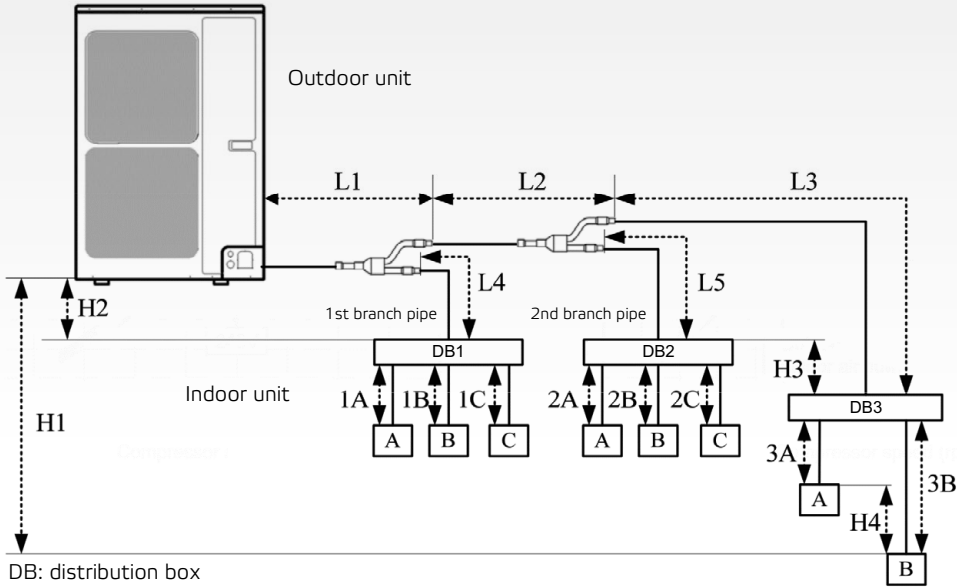 Outdoor unit
L1
L2
L3
L4
L5
H2
1st branch pipe
2nd branch pipe
DB1
DB2
H3
Indoor unit
1A
1B
1C
2A
2B
2C
DB3
H1
A
B
C
A
B
C
3A
3B
A
H4
B
DB: distribution box